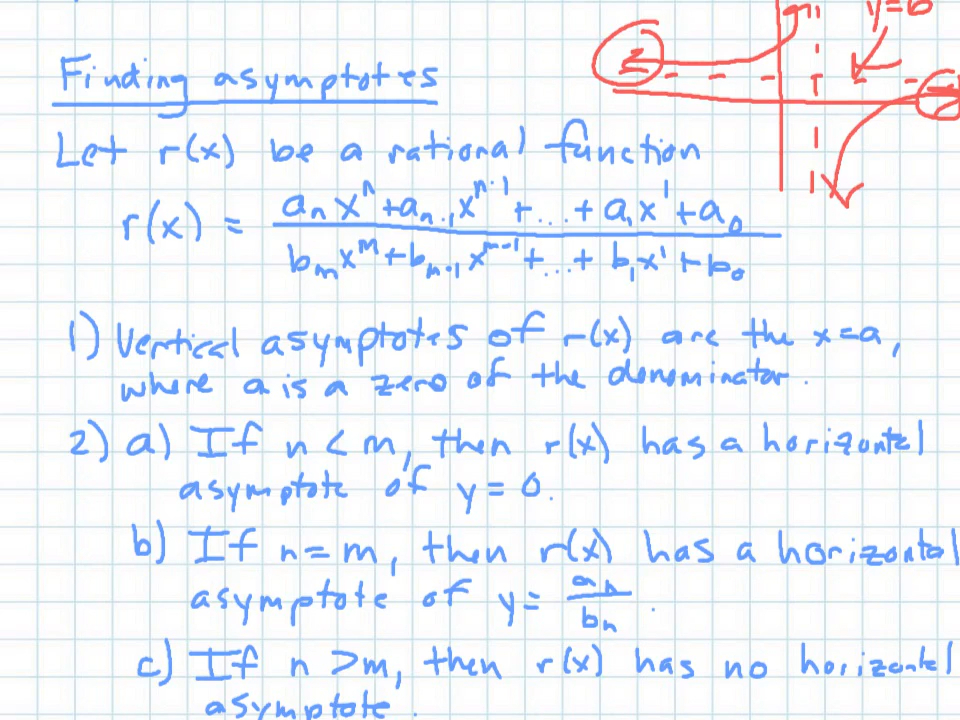 y=b
Finding asymptotes
Let r(x) be a rational function
r(x) = (aₙxⁿ+aₙ₋₁xⁿ⁻¹+...+a₁x¹+a₀)/(bₘxᵐ+bₘ₋₁xᵐ⁻¹+...+b₁x¹+b₀)
1) Vertical asymptotes of r(x) are the x=a,
where a is a zero of the denominator.
2) a) If n < m, then r(x) has a horizontal
asymptote of y = 0.
b) If n = m, then r(x) has a horizontal
asymptote of y = aₙ/bₙ.
c) If n > m, then r(x) has no horizontal
asymptote.